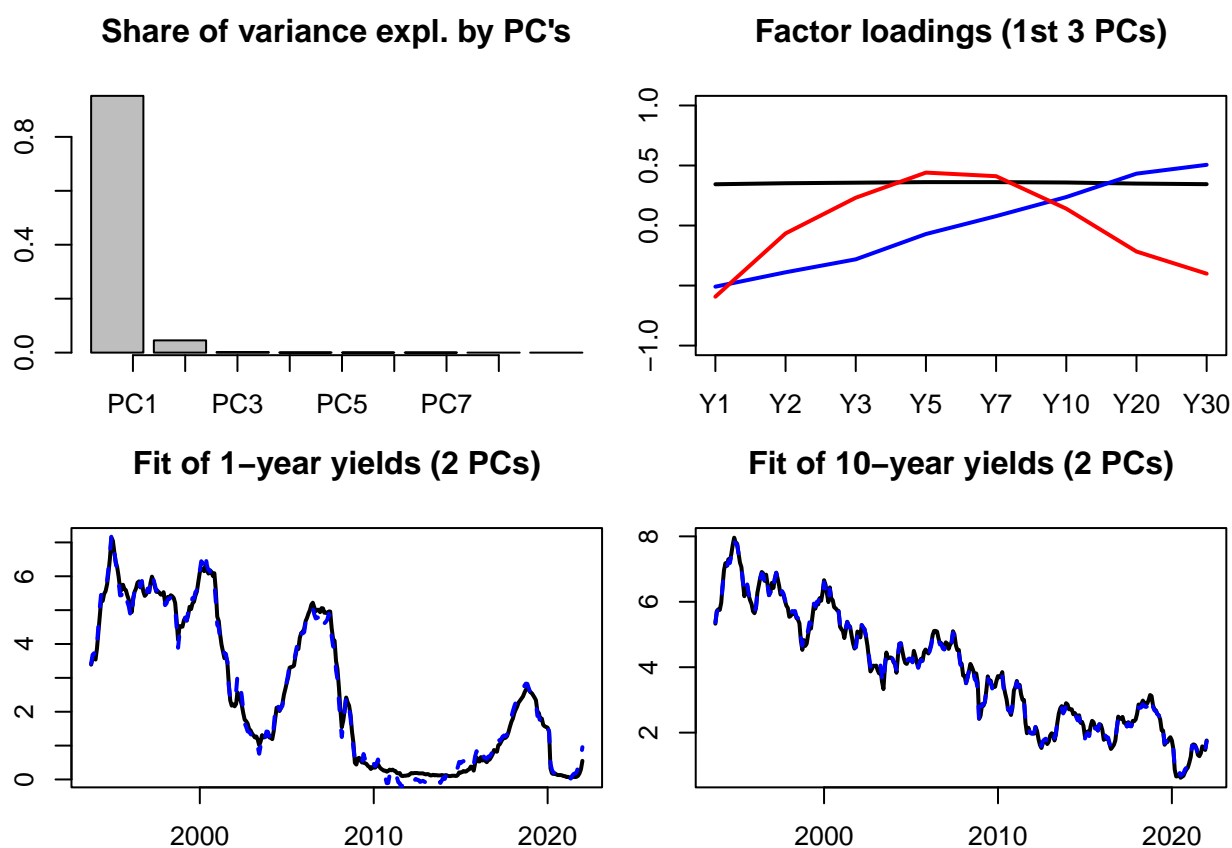 Share of variance expl. by PC's
0.0
0.4
0.8
PC1 PC3 PC5 PC7
Factor loadings (1st 3 PCs)
−1.0
0.0
0.5
1.0
Y1 Y2 Y3 Y5 Y7 Y10 Y20 Y30
Fit of 1−year yields (2 PCs)
0
2
4
6
2000 2010 2020
Fit of 10−year yields (2 PCs)
2
4
6
8
2000 2010 2020